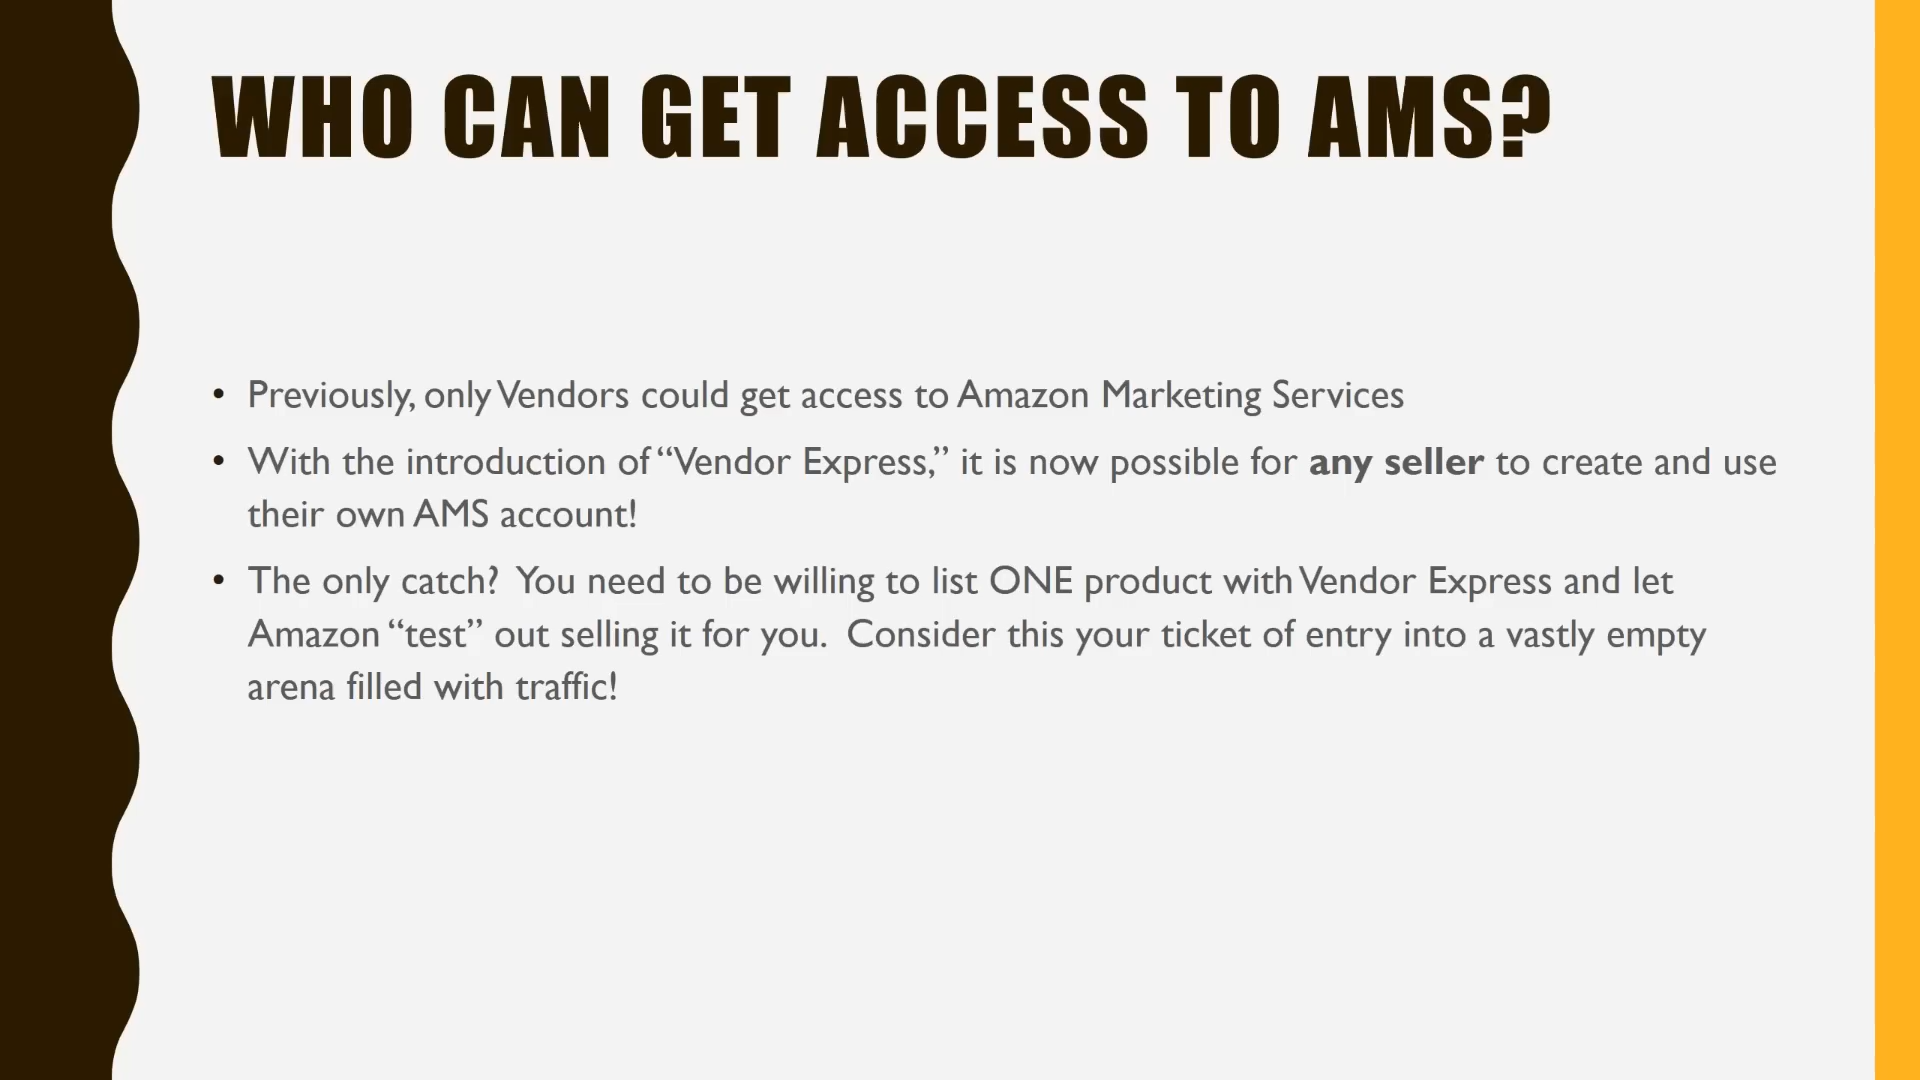 WHO CAN GET ACCESS TO AMS?
• Previously, only Vendors could get access to Amazon Marketing Services
• With the introduction of “Vendor Express,” it is now possible for any seller to create and use
their own AMS account!
• The only catch?  You need to be willing to list ONE product with Vendor Express and let
Amazon “test” out selling it for you.  Consider this your ticket of entry into a vastly empty
arena filled with traffic!